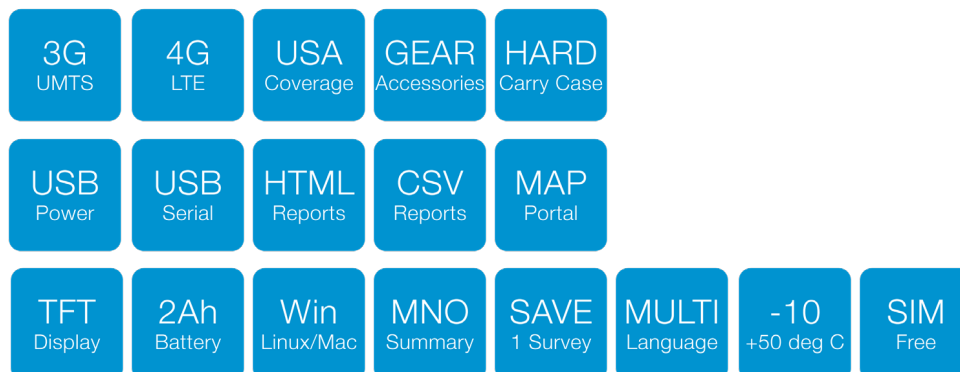 3G
UMTS
4G
LTE
USA
Coverage
GEAR
Accessories
HARD
Carry Case
USB
Power
USB
Serial
HTML
Reports
CSV
Reports
MAP
Portal
TFT
Display
2Ah
Battery
Win
Linux/Mac
MNO
Summary
SAVE
1 Survey
MULTI
Language
-10
+50 deg C
SIM
Free